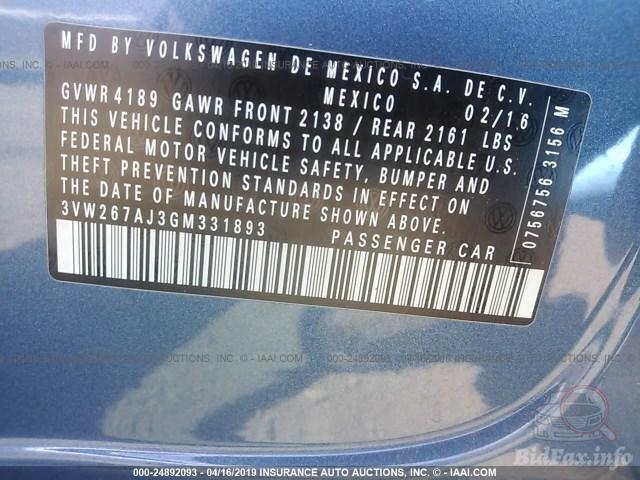 MFD BY VOLKSWAGEN DE MEXICO S.A. DE C.V.
MEXICO 02/16
GVWR 4189 GAWR FRONT 2138 / REAR 2161 LBS
THIS VEHICLE CONFORMS TO ALL APPLICABLE U.S.
FEDERAL MOTOR VEHICLE SAFETY, BUMPER AND
THEFT PREVENTION STANDARDS IN EFFECT ON
THE DATE OF MANUFACTURE SHOWN ABOVE.
3VW267AJ3GM331893 PASSENGER CAR
0756756 3156 M
000-24892093 - 04/16/2019 INSURANCE AUTO AUCTIONS, INC. - ©IAAI.COM
BidFax.info